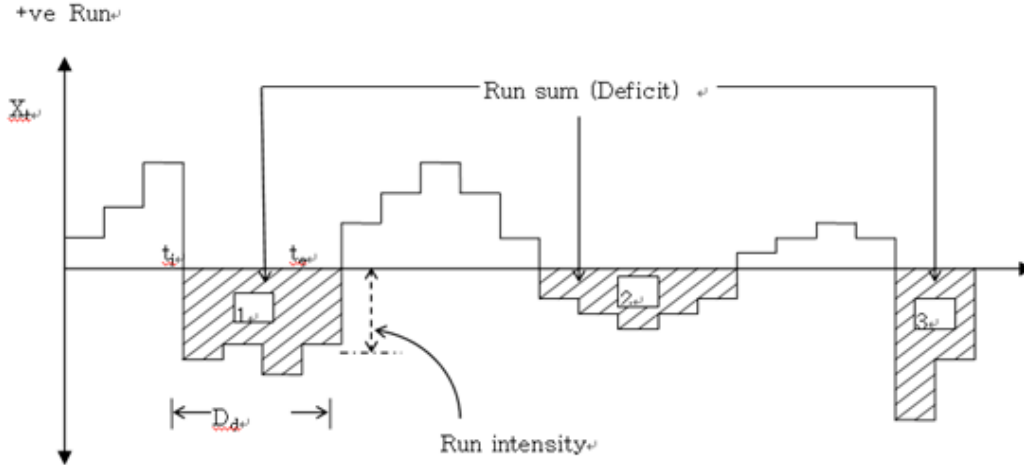 +ve Run
Run sum (Deficit)
Xt
ti
te
1
2
3
Dd
Run intensity